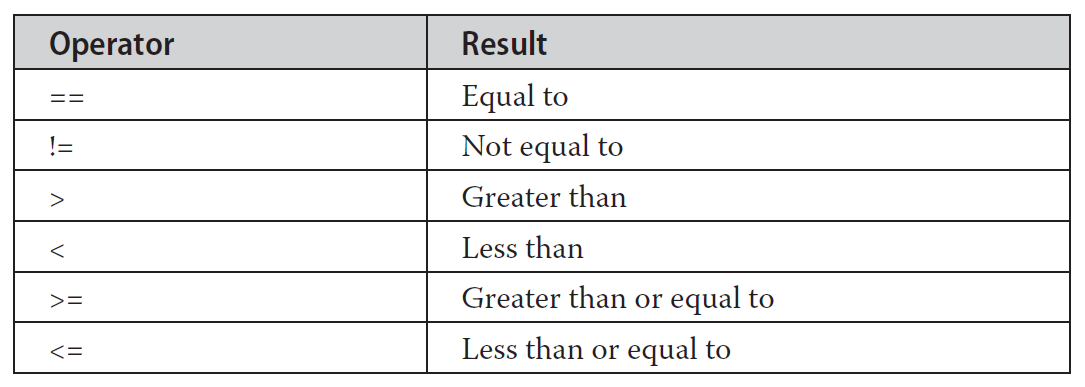 Operator Result
== Equal to
!= Not equal to
> Greater than
< Less than
>= Greater than or equal to
<= Less than or equal to